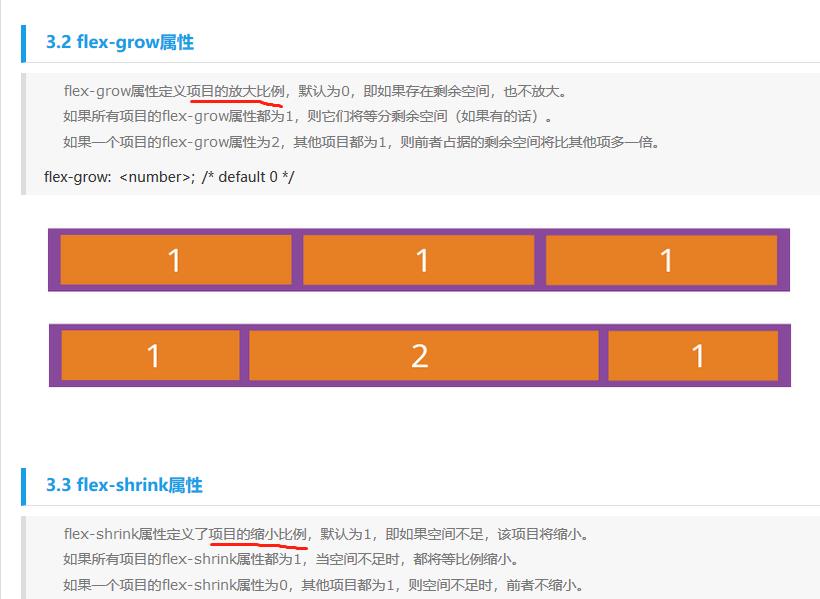 3.2 flex-grow属性
flex-grow属性定义项目的放大比例，默认为0，即如果存在剩余空间，也不放大。
如果所有项目的flex-grow属性都为1，则它们将等分剩余空间（如果有的话）。
如果一个项目的flex-grow属性为2，其他项目都为1，则前者占据的剩余空间将比其他项多一倍。
flex-grow: <number>; /* default 0 */
1 1 1
1 2 1
3.3 flex-shrink属性
flex-shrink属性定义了项目的缩小比例，默认为1，即如果空间不足，该项目将缩小。
如果所有项目的flex-shrink属性都为1，当空间不足时，都将等比例缩小。
如果一个项目的flex-shrink属性为0，其他项目都为1，则空间不足时，前者不缩小。